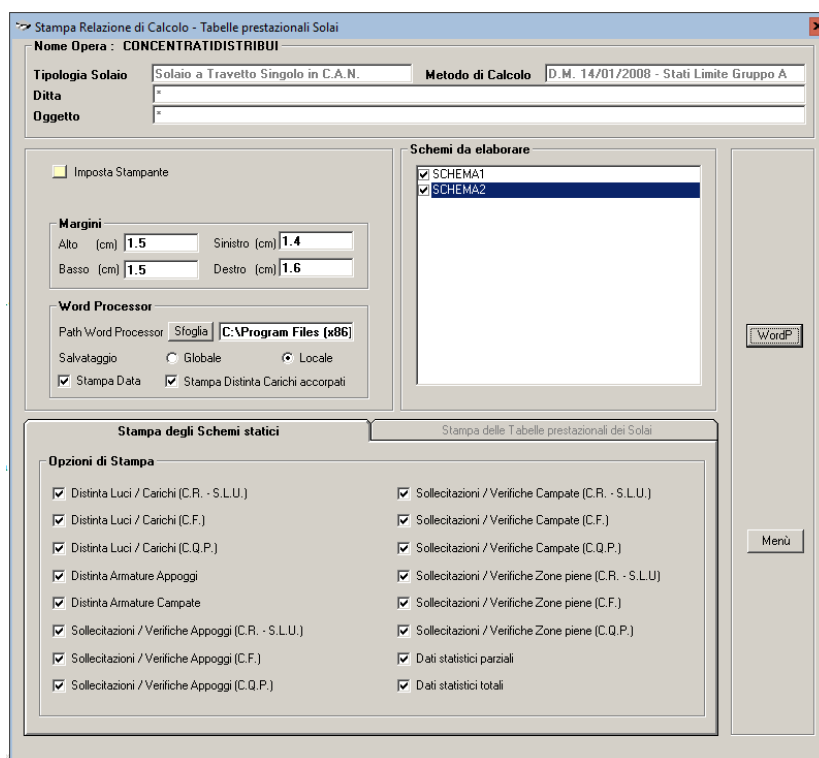 Stampa Relazione di Calcolo - Tabelle prestazionali Solai
Nome Opera : CONCENTRATIDISTRIBUI
Tipologia Solaio Solaio a Travetto Singolo in C.A.N. Metodo di Calcolo D.M. 14/01/2008 - Stati Limite Gruppo A
Ditta *
Oggetto *
Imposta Stampante
Margini
Alto (cm) 1.5 Sinistro (cm) 1.4
Basso (cm) 1.5 Destro (cm) 1.6
Word Processor
Path Word Processor Sfoglia C:\Program Files (x86)
Salvataggio Globale Locale
Stampa Data Stampa Distinta Carichi accorpati
Schemi da elaborare
SCHEMA1
SCHEMA2
WordP
Menù
Stampa degli Schemi statici Stampa delle Tabelle prestazionali dei Solai
Opzioni di Stampa
Distinta Luci / Carichi (C.R. - S.L.U.)
Distinta Luci / Carichi (C.F.)
Distinta Luci / Carichi (C.Q.P.)
Distinta Armature Appoggi
Distinta Armature Campate
Sollecitazioni / Verifiche Appoggi (C.R. - S.L.U.)
Sollecitazioni / Verifiche Appoggi (C.F.)
Sollecitazioni / Verifiche Appoggi (C.Q.P.)
Sollecitazioni / Verifiche Campate (C.R. - S.L.U.)
Sollecitazioni / Verifiche Campate (C.F.)
Sollecitazioni / Verifiche Campate (C.Q.P.)
Sollecitazioni / Verifiche Zone piene (C.R. - S.L.U)
Sollecitazioni / Verifiche Zone piene (C.F.)
Sollecitazioni / Verifiche Zone piene (C.Q.P.)
Dati statistici parziali
Dati statistici totali